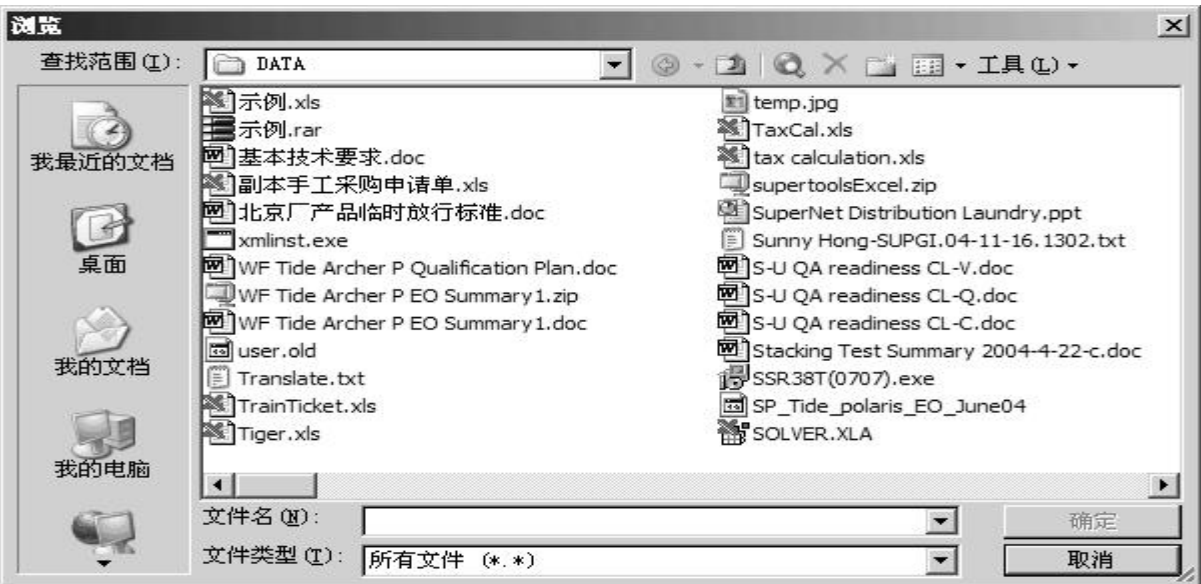 浏览
查找范围(I):
DATA
工具(L)
我最近的文档
桌面
我的文档
我的电脑
示例.xls
示例.rar
基本技术要求.doc
副本手工采购申请单.xls
北京厂产品临时放行标准.doc
xmlinst.exe
WF Tide Archer P Qualification Plan.doc
WF Tide Archer P EO Summary1.zip
WF Tide Archer P EO Summary1.doc
user.old
Translate.txt
TrainTicket.xls
Tiger.xls
temp.jpg
TaxCal.xls
tax calculation.xls
supertoolsExcel.zip
SuperNet Distribution Laundry.ppt
Sunny Hong-SUPGI.04-11-16.1302.txt
S-U QA readiness CL-V.doc
S-U QA readiness CL-Q.doc
S-U QA readiness CL-C.doc
Stacking Test Summary 2004-4-22-c.doc
SSR38T(0707).exe
SP_Tide_polaris_EO_June04
SOLVER.XLA
文件名(N):
确定
文件类型(T):
所有文件 (*.*)
取消